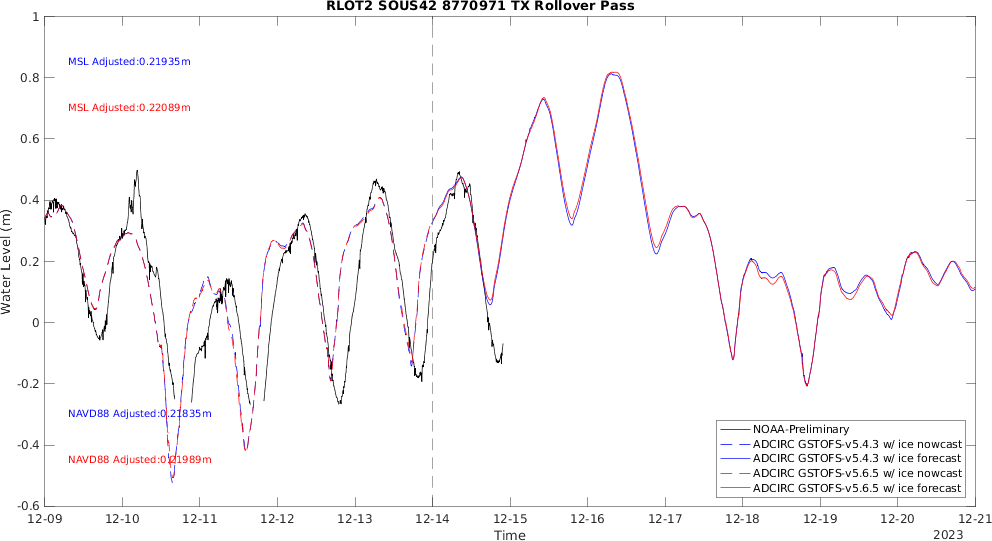 RLOT2 SOUS42 8770971 TX Rollover Pass
1
0.8
0.6
0.4
0.2
0
-0.2
-0.4
-0.6
Water Level (m)
MSL Adjusted:0.21935m
MSL Adjusted:0.22089m
NAVD88 Adjusted:0.21835m
NAVD88 Adjusted:0.21989m
NOAA-Preliminary
ADCIRC GSTOFS-v5.4.3 w/ ice nowcast
ADCIRC GSTOFS-v5.4.3 w/ ice forecast
ADCIRC GSTOFS-v5.6.5 w/ ice nowcast
ADCIRC GSTOFS-v5.6.5 w/ ice forecast
12-09 12-10 12-11 12-12 12-13 12-14 12-15 12-16 12-17 12-18 12-19 12-20 12-21
Time
2023